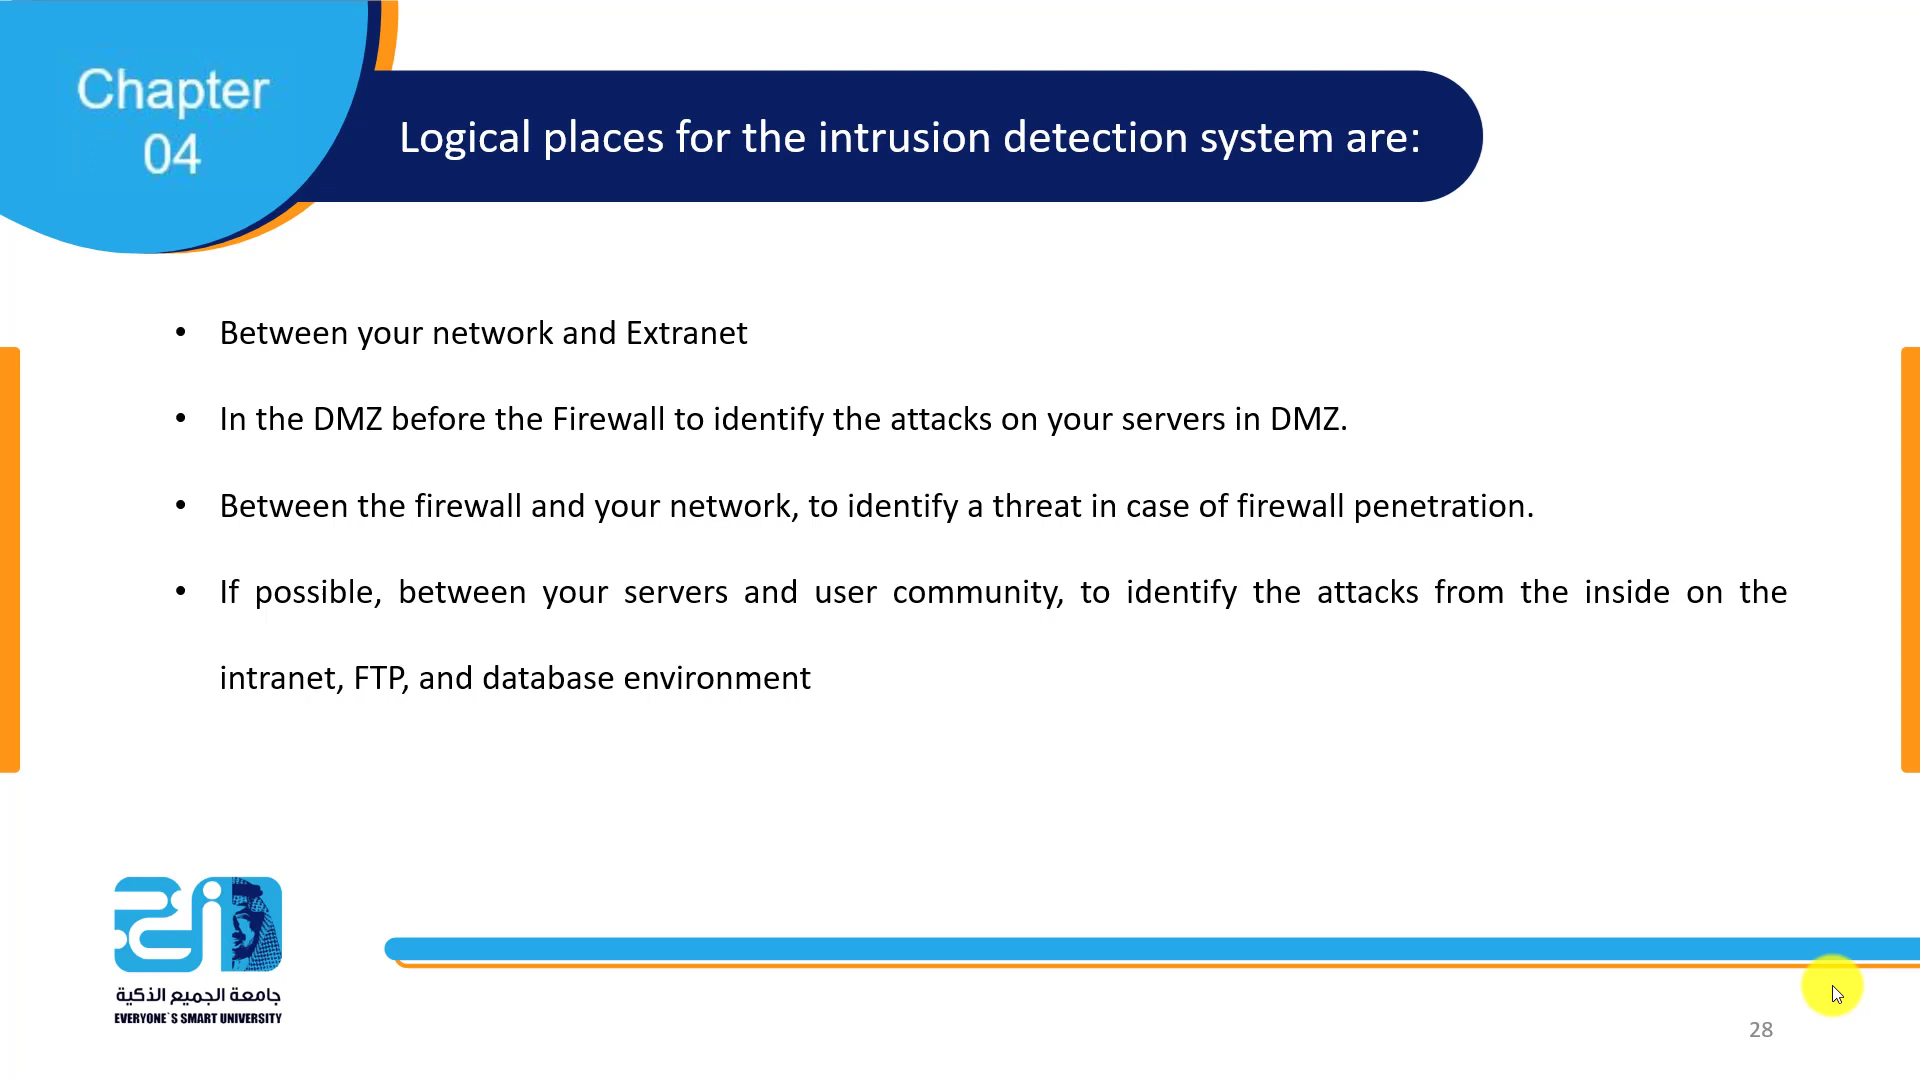 Chapter
04
Logical places for the intrusion detection system are:
• Between your network and Extranet
• In the DMZ before the Firewall to identify the attacks on your servers in DMZ.
• Between the firewall and your network, to identify a threat in case of firewall penetration.
• If possible, between your servers and user community, to identify the attacks from the inside on the
intranet, FTP, and database environment
جامعة الجميع الذكية
EVERYONE`S SMART UNIVERSITY
28